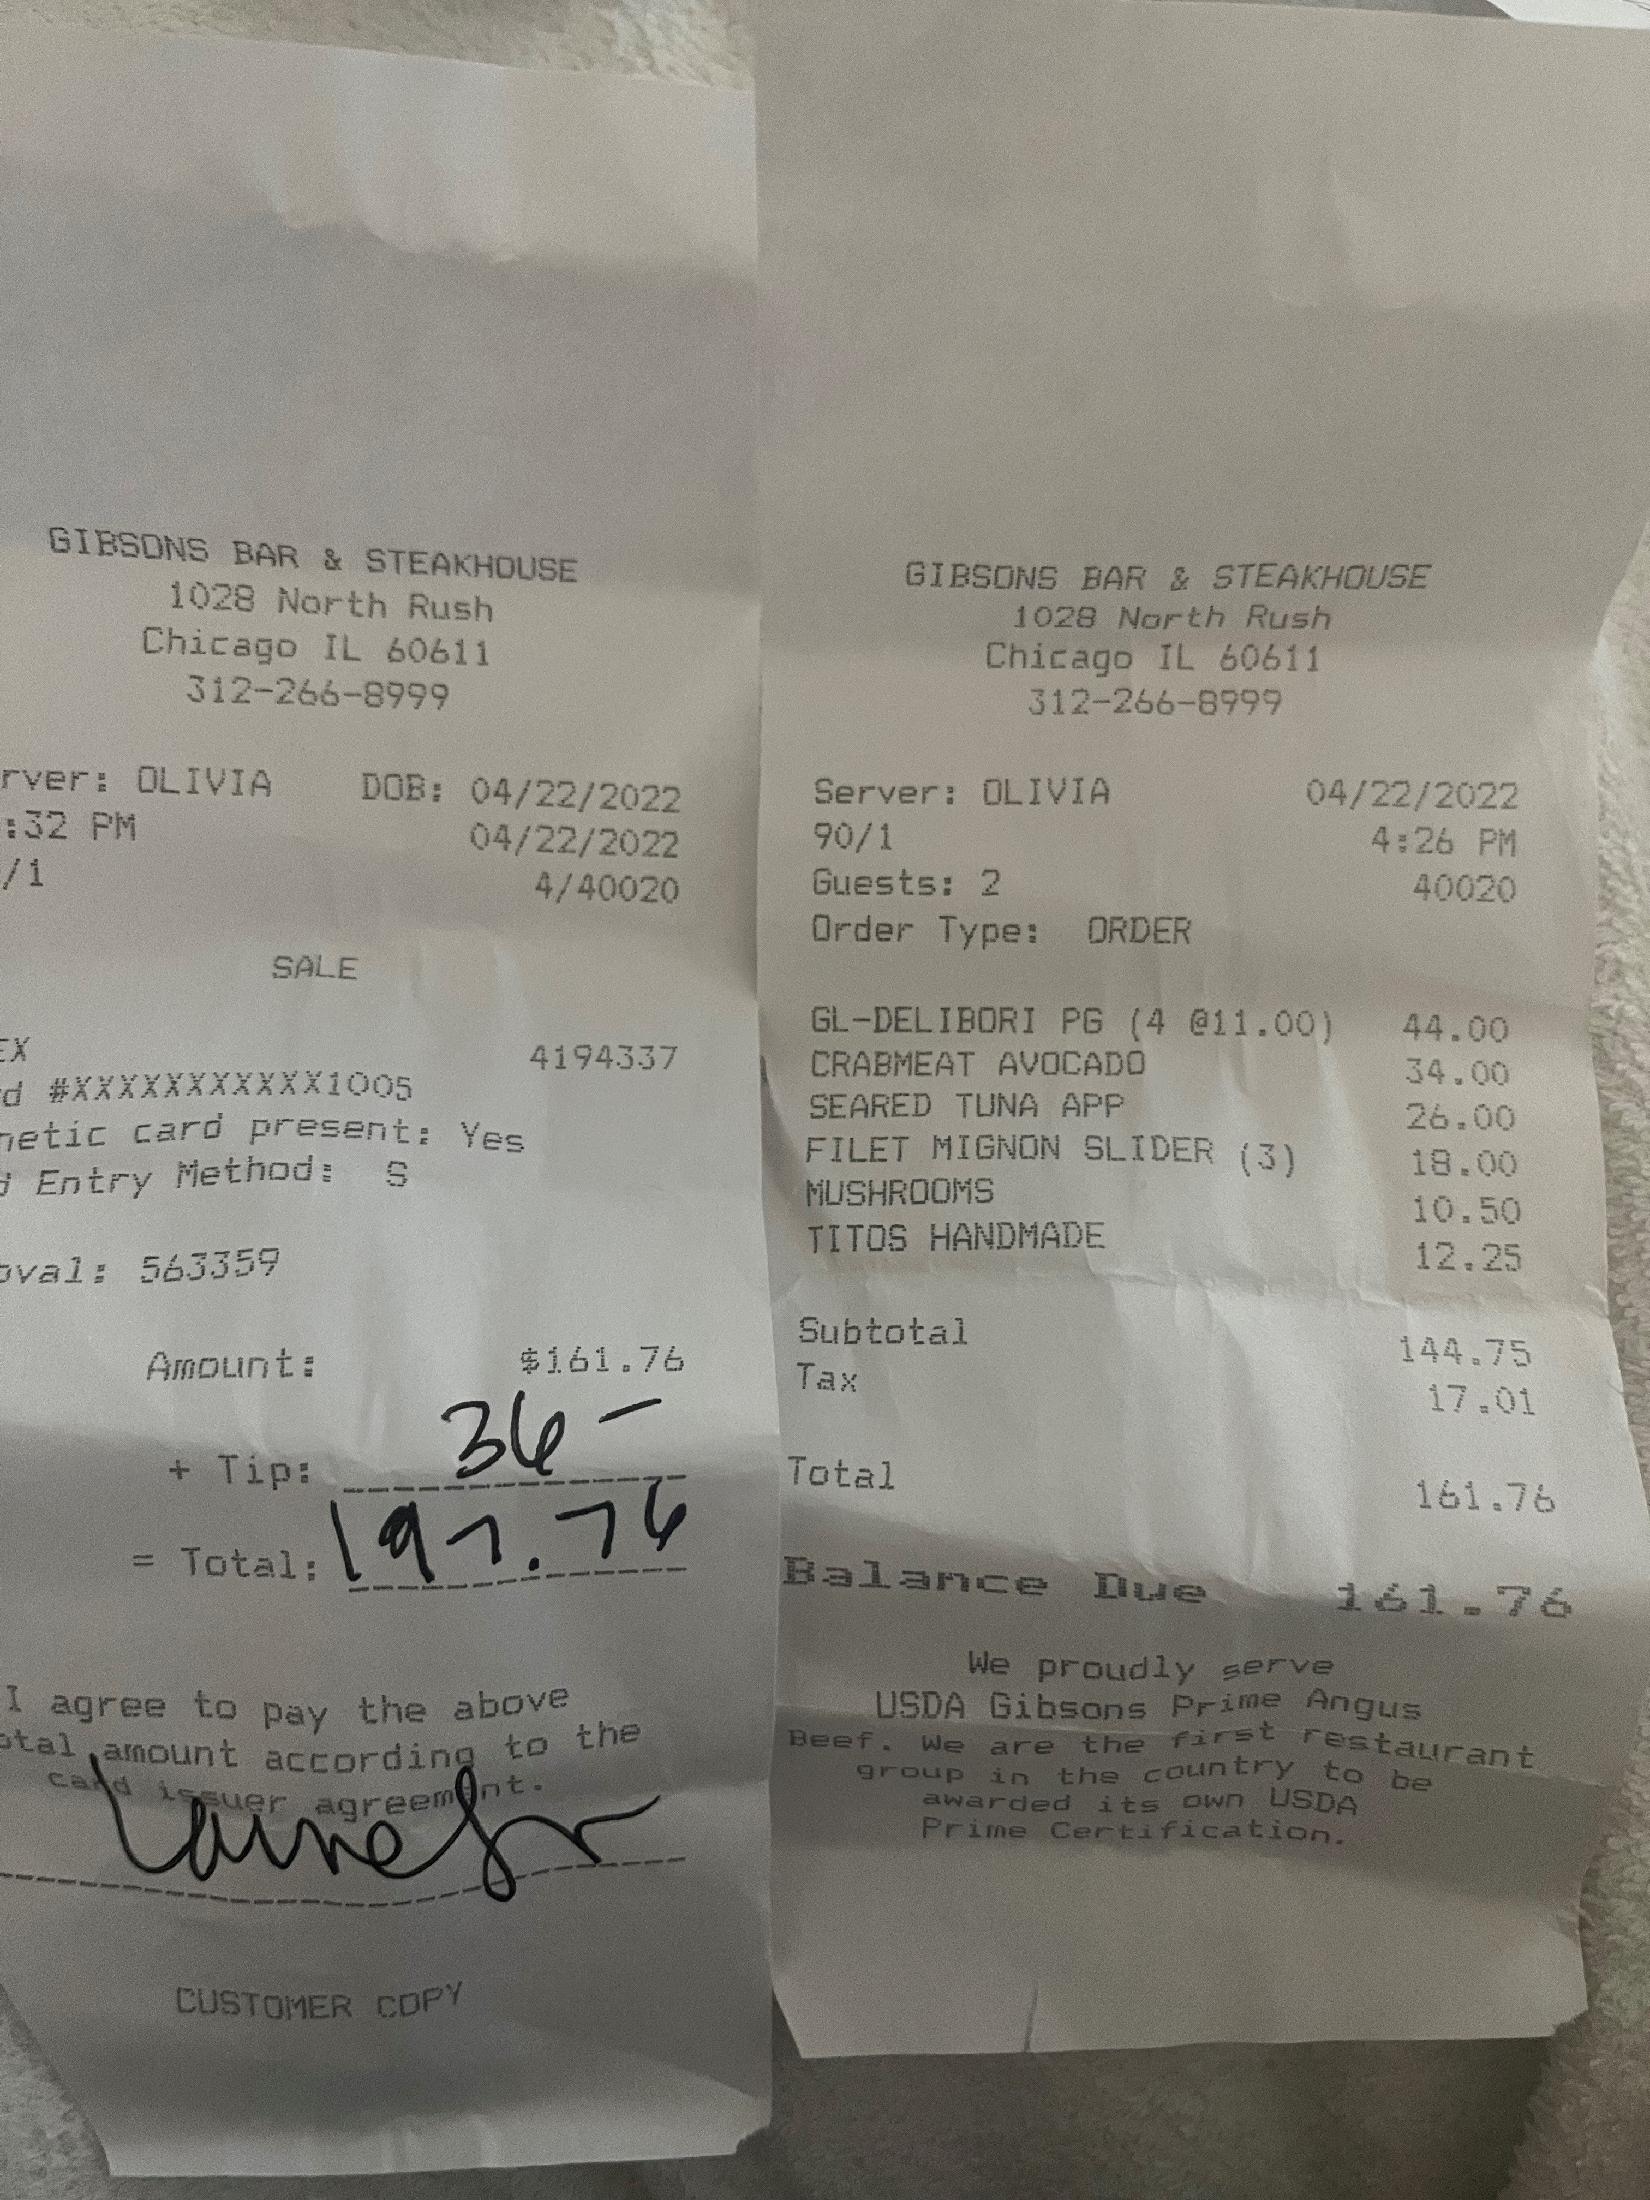 GIBSONS BAR & STEAKHOUSE
1028 North Rush
Chicago IL 60611
312-266-8999
rver: OLIVIA DOB: 04/22/2022
:32 PM 04/22/2022
/1 4/40020
SALE
EX 4194337
d #XXXXXXXXXXX1005
netic card present: Yes
d Entry Method: S
oval: 563359
Amount: $161.76
+ Tip: 36 —
= Total: 197.76
I agree to pay the above
otal amount according to the
card issuer agreement.
CUSTOMER COPY
GIBSONS BAR & STEAKHOUSE
1028 North Rush
Chicago IL 60611
312-266-8999
Server: OLIVIA 04/22/2022
90/1 4:26 PM
Guests: 2 40020
Order Type: ORDER
GL-DELIBORI PG (4 @11.00) 44.00
CRABMEAT AVOCADO 34.00
SEARED TUNA APP 26.00
FILET MIGNON SLIDER (3) 18.00
MUSHROOMS 10.50
TITOS HANDMADE 12.25
Subtotal 144.75
Tax 17.01
Total 161.76
Balance Due 161.76
We proudly serve
USDA Gibsons Prime Angus
Beef. We are the first restaurant
group in the country to be
awarded its own USDA
Prime Certification.